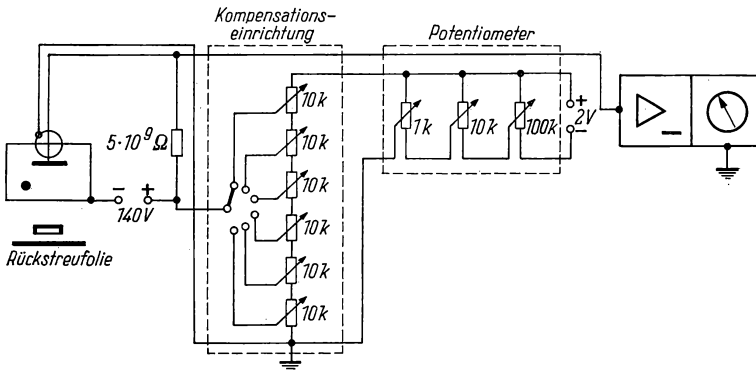 Kompensations-
einrichtung
Potentiometer
10k
10k
10k
10k
10k
10k
5·10⁹Ω
1k
10k
100k
+
2V
−
− +
140V
Rückstreufolie